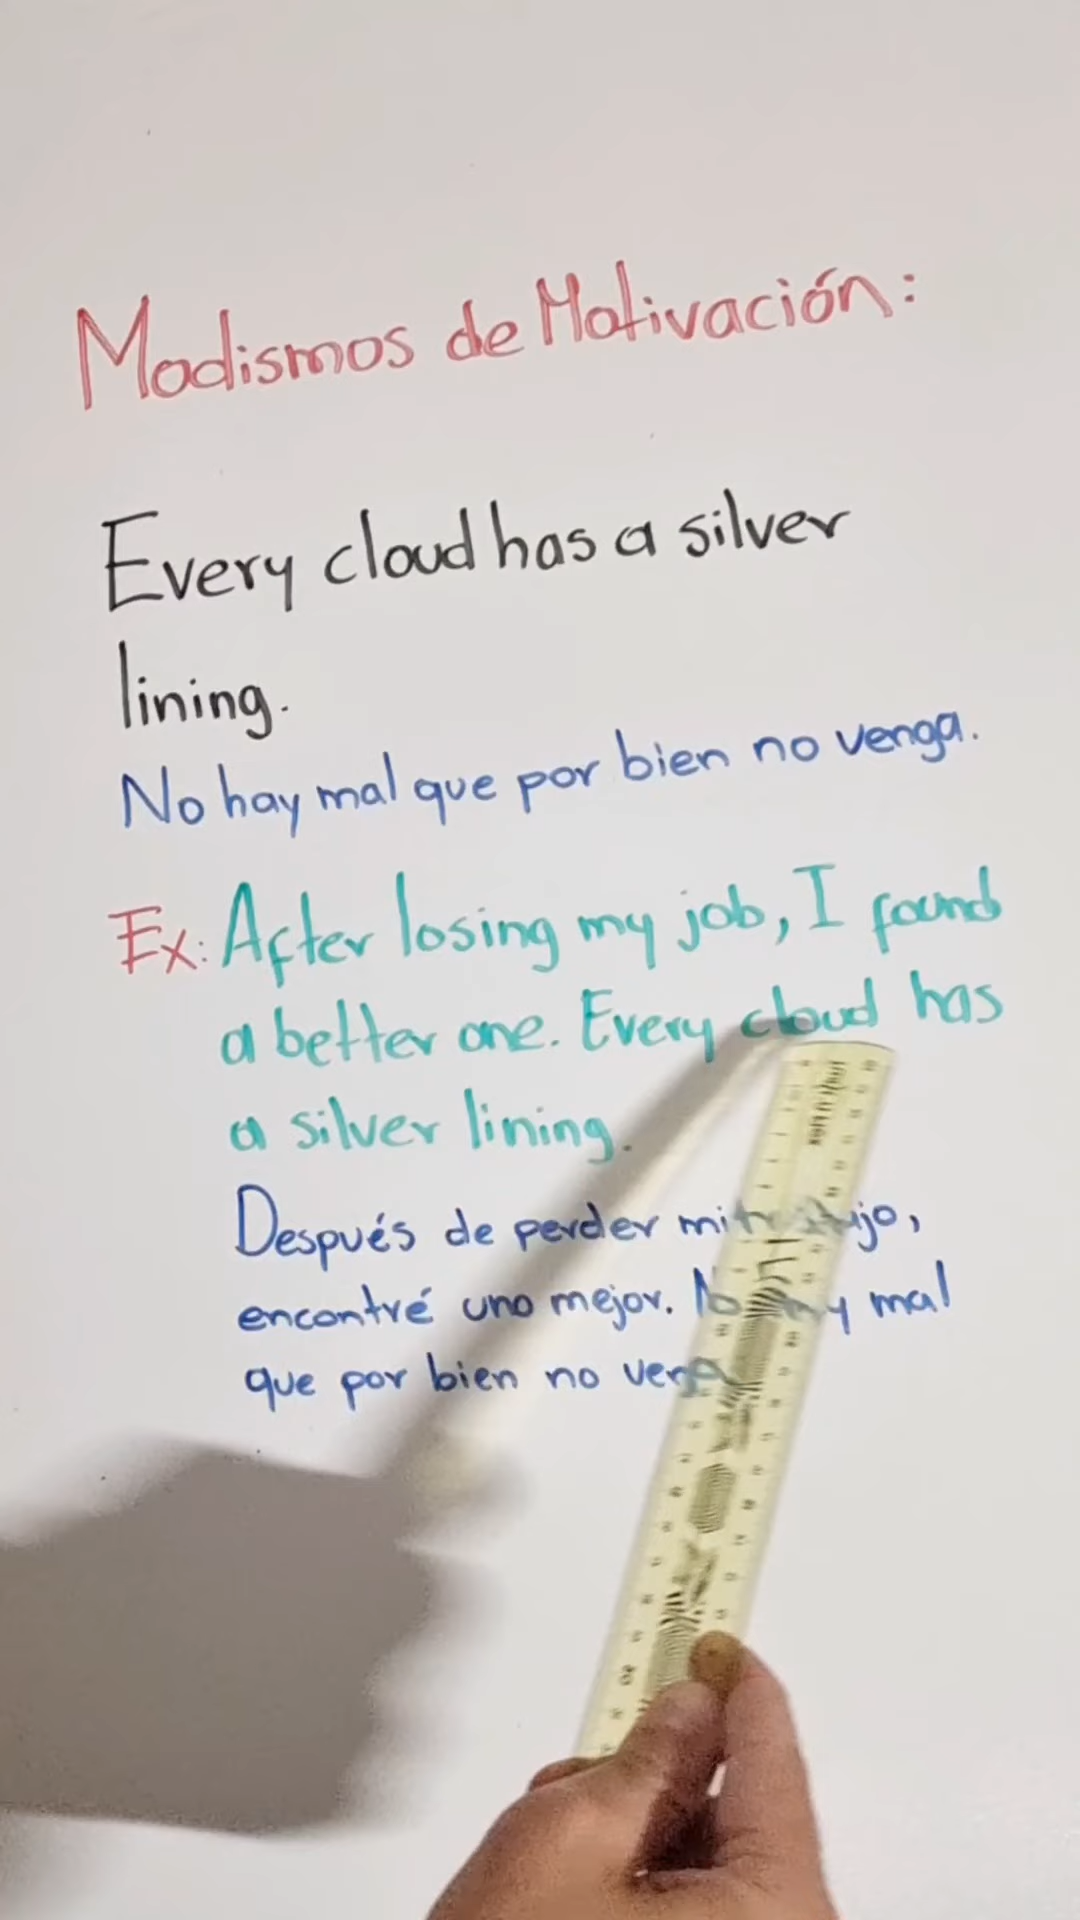 Modismos de Motivación:
Every cloud has a silver
lining.
No hay mal que por bien no venga.
Ex: After losing my job, I found
a better one. Every cloud has
a silver lining.
Después de perder mi
encontré uno mejor. mal
que por bien no